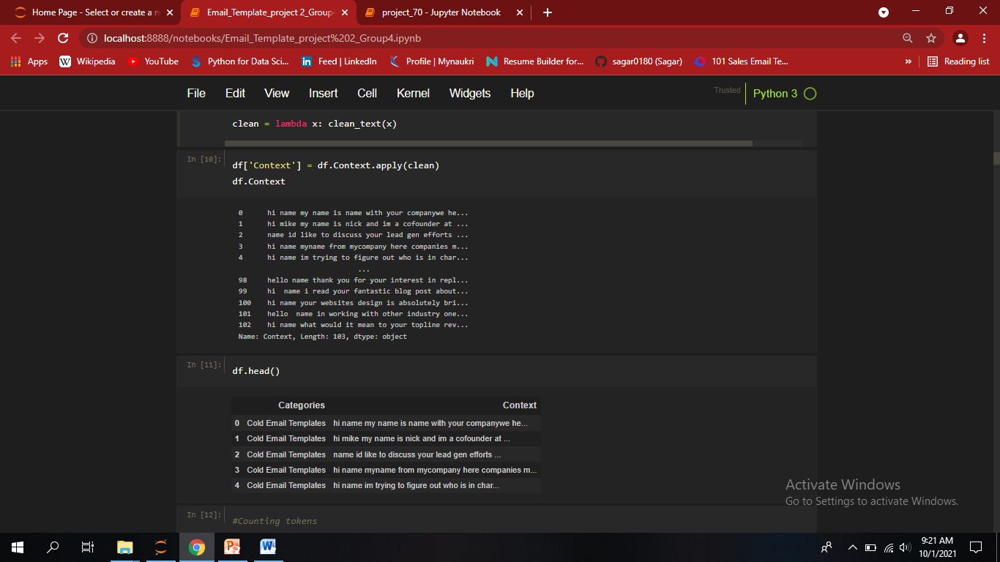 Home Page - Select or create a n
Email_Template_project 2_Group4
project_70 - Jupyter Notebook
localhost:8888/notebooks/Email_Template_project%202_Group4.ipynb
Apps Wikipedia YouTube Python for Data Sci... Feed | LinkedIn Profile | Mynaukri Resume Builder for... sagar0180 (Sagar) 101 Sales Email Te... » Reading list
File Edit View Insert Cell Kernel Widgets Help Trusted Python 3
clean = lambda x: clean_text(x)
In [10]: df['Context'] = df.Context.apply(clean)
df.Context
0 hi name my name is name with your companywe he...
1 hi mike my name is nick and im a cofounder at ...
2 name id like to discuss your lead gen efforts ...
3 hi name myname from mycompany here companies m...
4 hi name im trying to figure out who is in char...
...
98 hello name thank you for your interest in repl...
99 hi  name i read your fantastic blog post about...
100 hi name your websites design is absolutely bri...
101 hello  name in working with other industry one...
102 hi name what would it mean to your topline rev...
Name: Context, Length: 103, dtype: object
In [11]: df.head()
Categories Context
0 Cold Email Templates hi name my name is name with your companywe he...
1 Cold Email Templates hi mike my name is nick and im a cofounder at ...
2 Cold Email Templates name id like to discuss your lead gen efforts ...
3 Cold Email Templates hi name myname from mycompany here companies m...
4 Cold Email Templates hi name im trying to figure out who is in char...
Activate Windows
Go to Settings to activate Windows.
In [12]: #Counting tokens
9:21 AM
10/1/2021